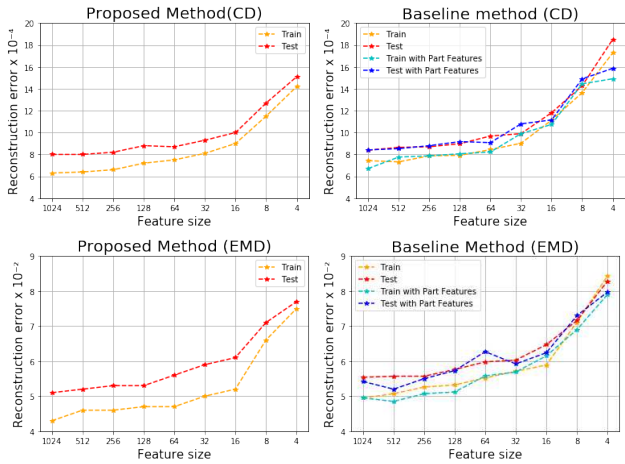 Proposed Method(CD)
Reconstruction error x 10⁻⁴
20
18
16
14
12
10
8
6
4
Train
Test
1024 512 256 128 64 32 16 8 4
Feature size
Baseline method (CD)
Reconstruction error x 10⁻⁴
20
18
16
14
12
10
8
6
4
Train
Test
Train with Part Features
Test with Part Features
1024 512 256 128 64 32 16 8 4
Feature size
Proposed Method (EMD)
Reconstruction error x 10⁻²
9
8
7
6
5
4
Train
Test
1024 512 256 128 64 32 16 8 4
Feature size
Baseline Method (EMD)
Reconstruction error x 10⁻²
9
8
7
6
5
4
Train
Test
Train with Part Features
Test with Part Features
1024 512 256 128 64 32 16 8 4
Feature size